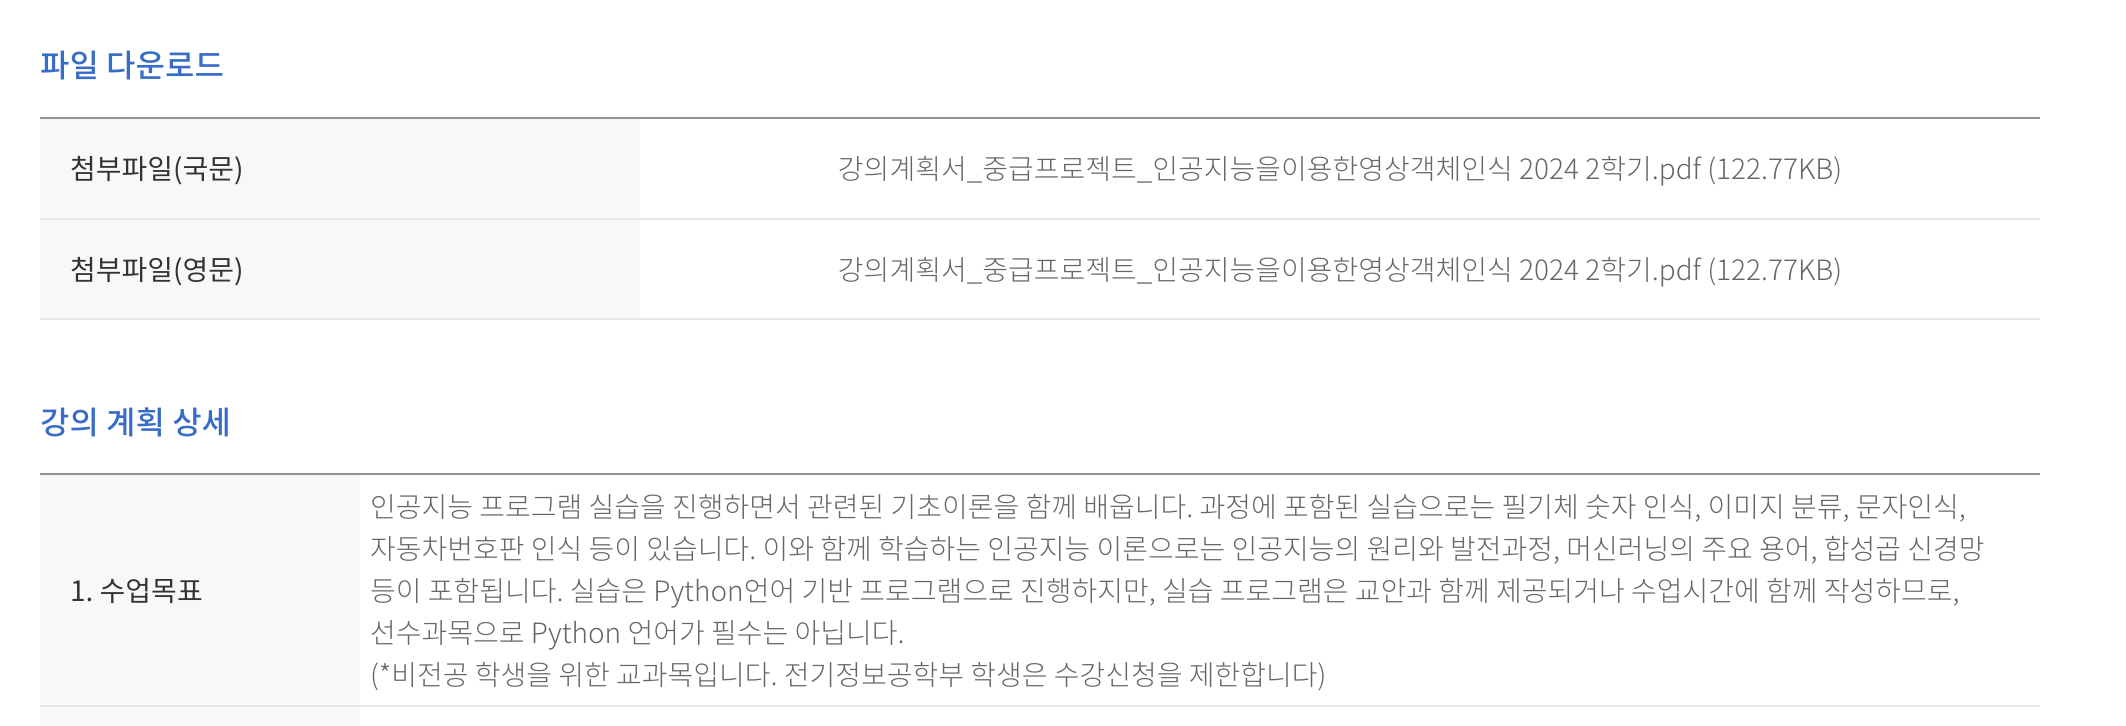 파일 다운로드
첨부파일(국문) 강의계획서_중급프로젝트_인공지능을이용한영상객체인식 2024 2학기.pdf (122.77KB)
첨부파일(영문) 강의계획서_중급프로젝트_인공지능을이용한영상객체인식 2024 2학기.pdf (122.77KB)
강의 계획 상세
1. 수업목표
인공지능 프로그램 실습을 진행하면서 관련된 기초이론을 함께 배웁니다. 과정에 포함된 실습으로는 필기체 숫자 인식, 이미지 분류, 문자인식,
자동차번호판 인식 등이 있습니다. 이와 함께 학습하는 인공지능 이론으로는 인공지능의 원리와 발전과정, 머신러닝의 주요 용어, 합성곱 신경망
등이 포함됩니다. 실습은 Python언어 기반 프로그램으로 진행하지만, 실습 프로그램은 교안과 함께 제공되거나 수업시간에 함께 작성하므로,
선수과목으로 Python 언어가 필수는 아닙니다.
(*비전공 학생을 위한 교과목입니다. 전기정보공학부 학생은 수강신청을 제한합니다)